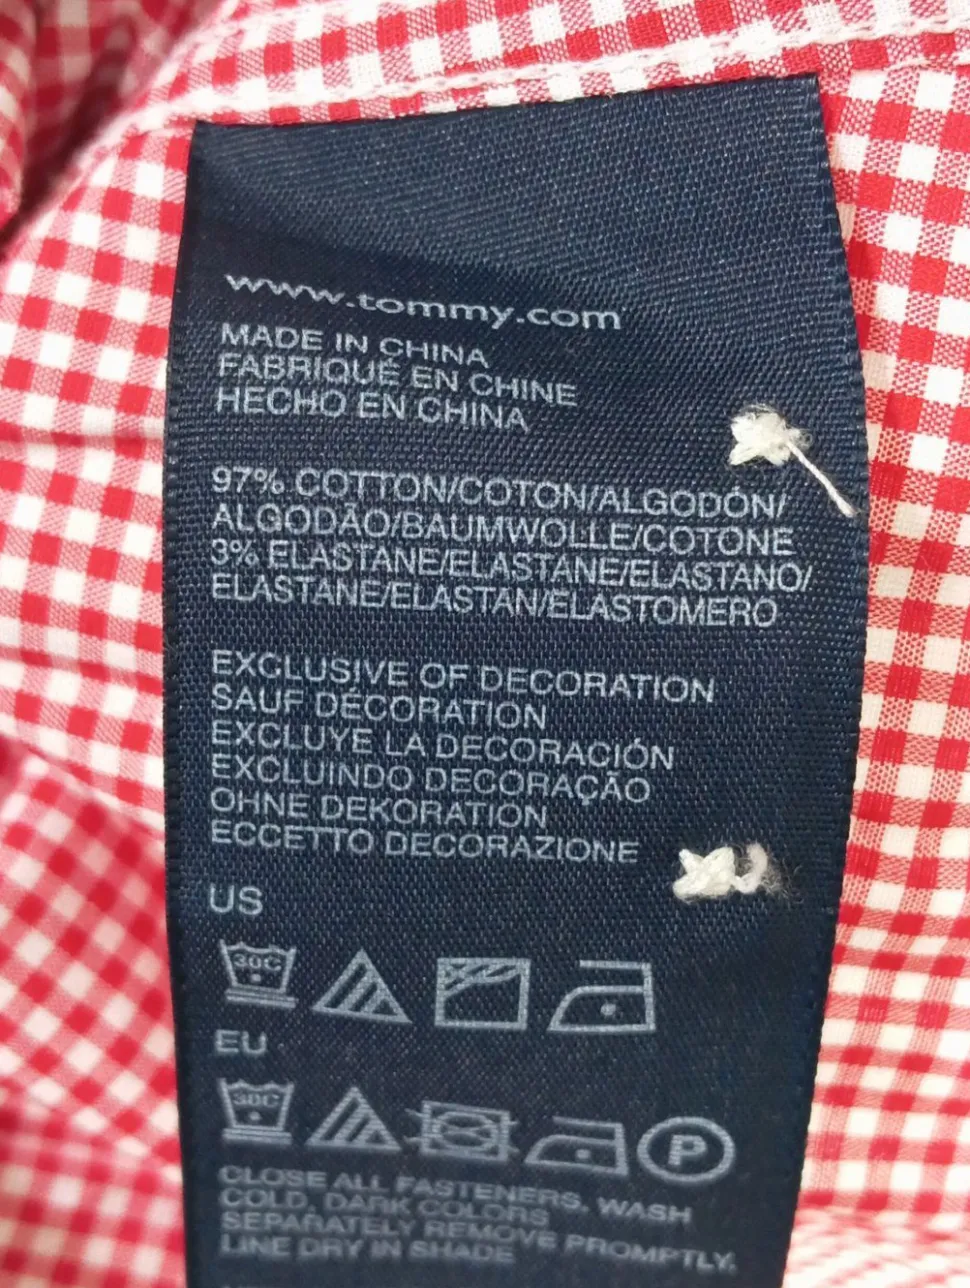 www.tommy.com
MADE IN CHINA
FABRIQUÉ EN CHINE
HECHO EN CHINA
97% COTTON/COTON/ALGODÓN/
ALGODÃO/BAUMWOLLE/COTONE
3% ELASTANE/ELASTANE/ELASTANO/
ELASTANE/ELASTAN/ELASTOMERO
EXCLUSIVE OF DECORATION
SAUF DÉCORATION
EXCLUYE LA DECORACIÓN
EXCLUINDO DECORAÇÃO
OHNE DEKORATION
ECCETTO DECORAZIONE
US
30C
EU
30C P
CLOSE ALL FASTENERS. WASH
COLD, DARK COLORS
SEPARATELY REMOVE PROMPTLY.
LINE DRY IN SHADE